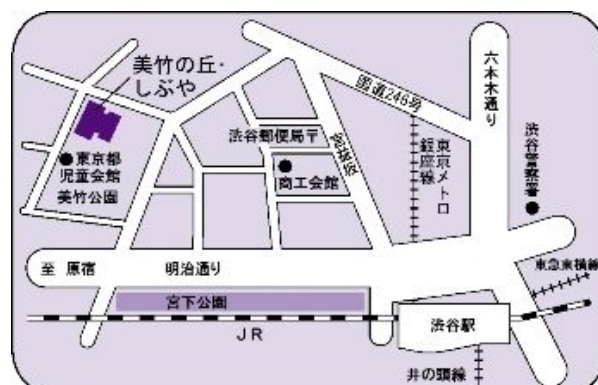 美竹の丘・
しぶや
国道246号
六本木通り
渋谷郵便局〒
宮益坂
東京メトロ
銀座線
渋谷警察署
東京都
児童会館
美竹公園
商工会館
至 原宿
明治通り
東急東横線
宮下公園
JR
渋谷駅
井の頭線